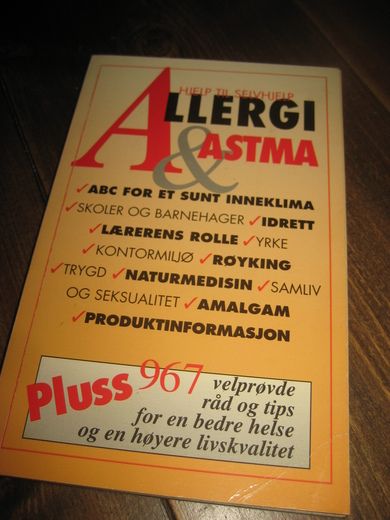 HJELP TIL SELVHJELP
ALLERGI
& ASTMA
✓ABC FOR ET SUNT INNEKLIMA
✓SKOLER OG BARNEHAGER ✓IDRETT
✓LÆRERENS ROLLE ✓YRKE
✓KONTORMILJØ ✓RØYKING
✓TRYGD ✓NATURMEDISIN ✓SAMLIV
OG SEKSUALITET ✓AMALGAM
✓PRODUKTINFORMASJON
Pluss 967 velprøvde
råd og tips
for en bedre helse
og en høyere livskvalitet